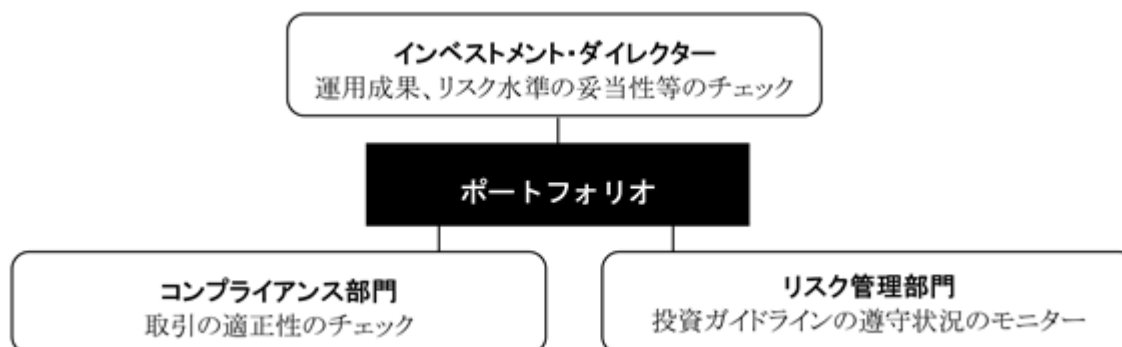 インベストメント・ダイレクター
運用成果、リスク水準の妥当性等のチェック
ポートフォリオ
コンプライアンス部門
取引の適正性のチェック
リスク管理部門
投資ガイドラインの遵守状況のモニター